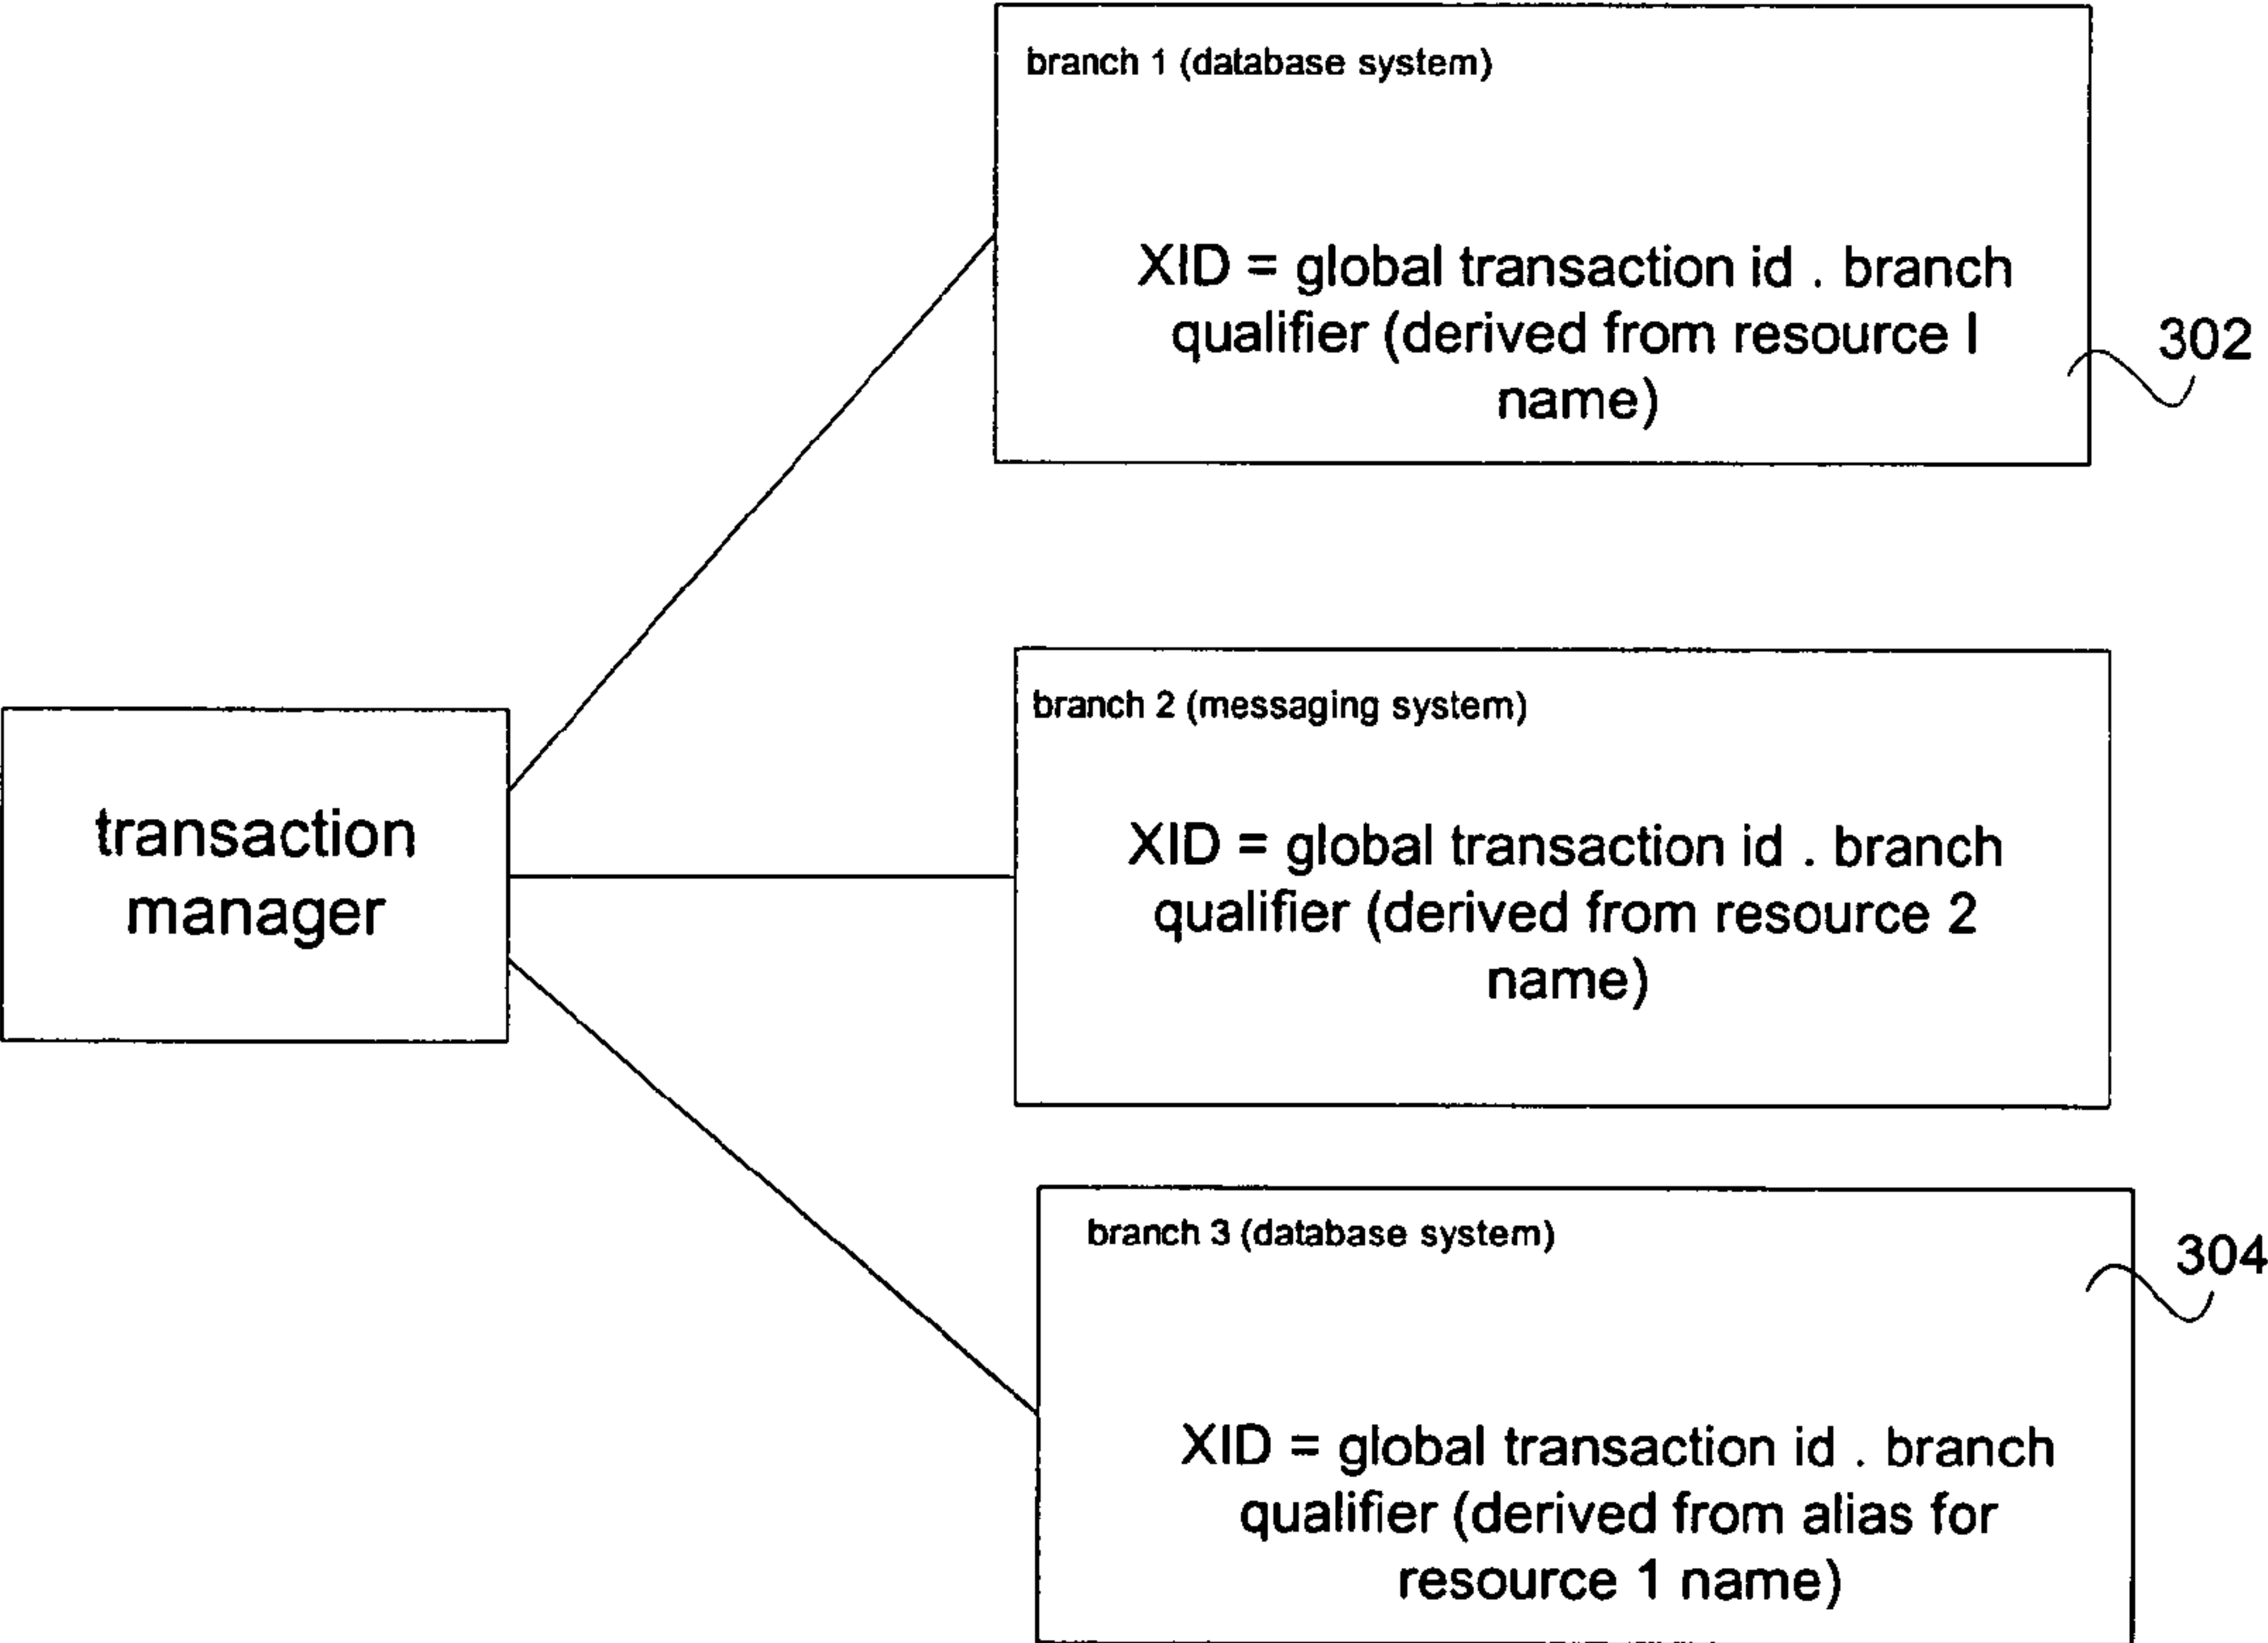 branch 1 (database system)
XID = global transaction id . branch
qualifier (derived from resource I
name)
302
branch 2 (messaging system)
transaction
manager
XID = global transaction id . branch
qualifier (derived from resource 2
name)
branch 3 (database system)
304
XID = global transaction id . branch
qualifier (derived from alias for
resource 1 name)